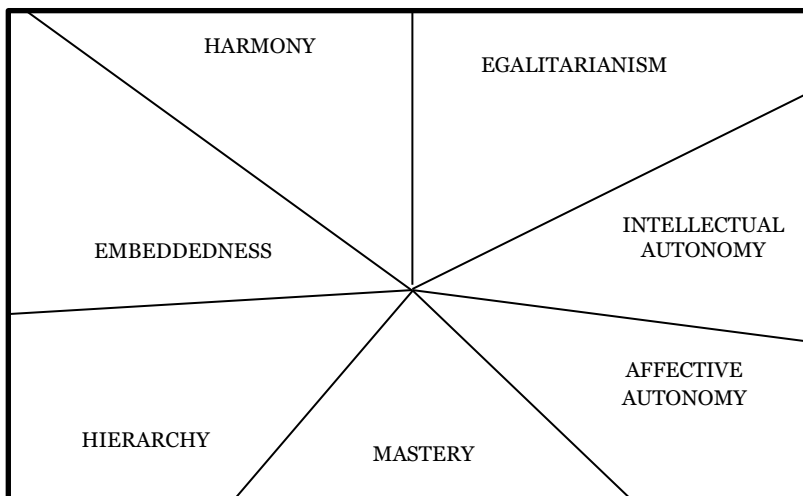 HARMONY
EGALITARIANISM
INTELLECTUAL
AUTONOMY
EMBEDDEDNESS
AFFECTIVE
AUTONOMY
HIERARCHY
MASTERY